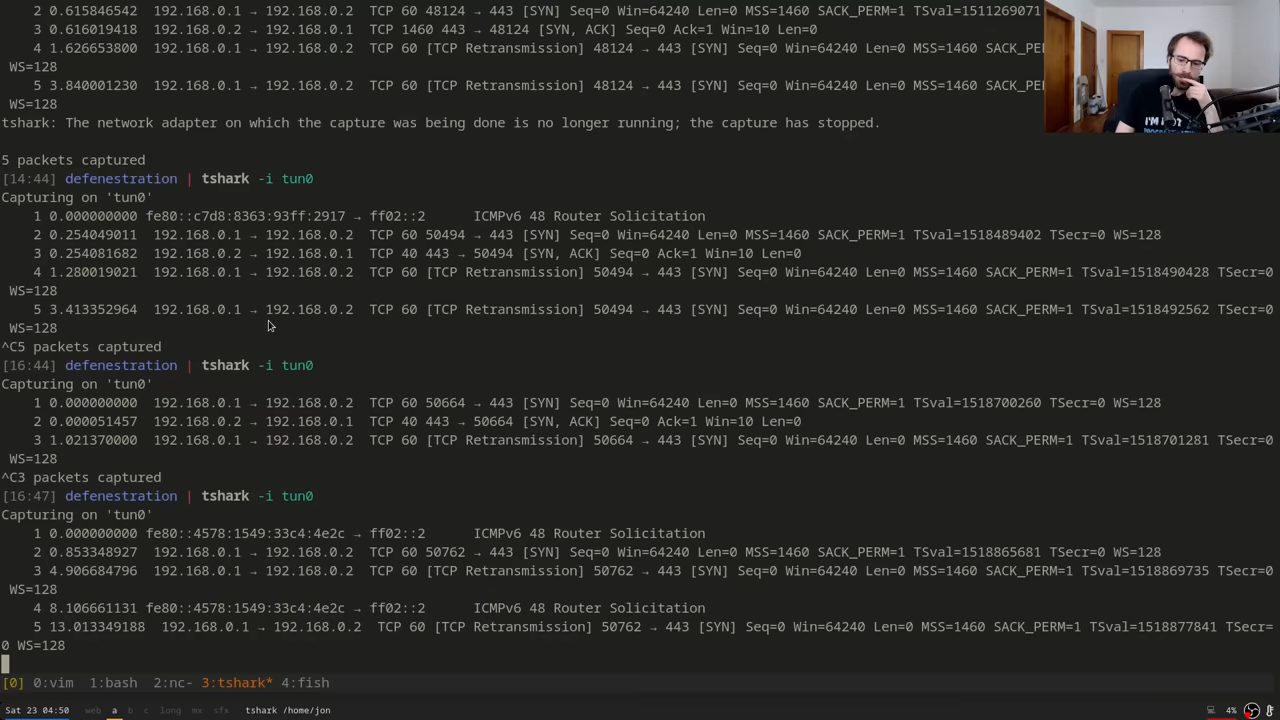 2 0.615846542  192.168.0.1 → 192.168.0.2  TCP 60 48124 → 443 [SYN] Seq=0 Win=64240 Len=0 MSS=1460 SACK_PERM=1 TSval=1511269071
3 0.616019418  192.168.0.2 → 192.168.0.1  TCP 1460 443 → 48124 [SYN, ACK] Seq=0 Ack=1 Win=10 Len=0
4 1.626653800  192.168.0.1 → 192.168.0.2  TCP 60 [TCP Retransmission] 48124 → 443 [SYN] Seq=0 Win=64240 Len=0 MSS=1460 SACK_PE
WS=128
5 3.840001230  192.168.0.1 → 192.168.0.2  TCP 60 [TCP Retransmission] 48124 → 443 [SYN] Seq=0 Win=64240 Len=0 MSS=1460 SACK_PE
WS=128
tshark: The network adapter on which the capture was being done is no longer running; the capture has stopped.
5 packets captured
[14:44] defenestration | tshark -i tun0
Capturing on 'tun0'
1 0.000000000 fe80::c7d8:8363:93ff:2917 → ff02::2      ICMPv6 48 Router Solicitation
2 0.254049011  192.168.0.1 → 192.168.0.2  TCP 60 50494 → 443 [SYN] Seq=0 Win=64240 Len=0 MSS=1460 SACK_PERM=1 TSval=1518489402 TSecr=0 WS=128
3 0.254081682  192.168.0.2 → 192.168.0.1  TCP 40 443 → 50494 [SYN, ACK] Seq=0 Ack=1 Win=10 Len=0
4 1.280019021  192.168.0.1 → 192.168.0.2  TCP 60 [TCP Retransmission] 50494 → 443 [SYN] Seq=0 Win=64240 Len=0 MSS=1460 SACK_PERM=1 TSval=1518490428 TSecr=0
WS=128
5 3.413352964  192.168.0.1 → 192.168.0.2  TCP 60 [TCP Retransmission] 50494 → 443 [SYN] Seq=0 Win=64240 Len=0 MSS=1460 SACK_PERM=1 TSval=1518492562 TSecr=0
WS=128
^C5 packets captured
[16:44] defenestration | tshark -i tun0
Capturing on 'tun0'
1 0.000000000  192.168.0.1 → 192.168.0.2  TCP 60 50664 → 443 [SYN] Seq=0 Win=64240 Len=0 MSS=1460 SACK_PERM=1 TSval=1518700260 TSecr=0 WS=128
2 0.000051457  192.168.0.2 → 192.168.0.1  TCP 40 443 → 50664 [SYN, ACK] Seq=0 Ack=1 Win=10 Len=0
3 1.021370000  192.168.0.1 → 192.168.0.2  TCP 60 [TCP Retransmission] 50664 → 443 [SYN] Seq=0 Win=64240 Len=0 MSS=1460 SACK_PERM=1 TSval=1518701281 TSecr=0
WS=128
^C3 packets captured
[16:47] defenestration | tshark -i tun0
Capturing on 'tun0'
1 0.000000000 fe80::4578:1549:33c4:4e2c → ff02::2      ICMPv6 48 Router Solicitation
2 0.853348927  192.168.0.1 → 192.168.0.2  TCP 60 50762 → 443 [SYN] Seq=0 Win=64240 Len=0 MSS=1460 SACK_PERM=1 TSval=1518865681 TSecr=0 WS=128
3 4.906684796  192.168.0.1 → 192.168.0.2  TCP 60 [TCP Retransmission] 50762 → 443 [SYN] Seq=0 Win=64240 Len=0 MSS=1460 SACK_PERM=1 TSval=1518869735 TSecr=0
WS=128
4 8.106661131 fe80::4578:1549:33c4:4e2c → ff02::2      ICMPv6 48 Router Solicitation
5 13.013349188  192.168.0.1 → 192.168.0.2  TCP 60 [TCP Retransmission] 50762 → 443 [SYN] Seq=0 Win=64240 Len=0 MSS=1460 SACK_PERM=1 TSval=1518877841 TSecr=
0 WS=128
[0] 0:vim  1:bash  2:nc- 3:tshark* 4:fish
Sat 23 04:50 web a b c long mx sfx tshark /home/jon 4%
I'M